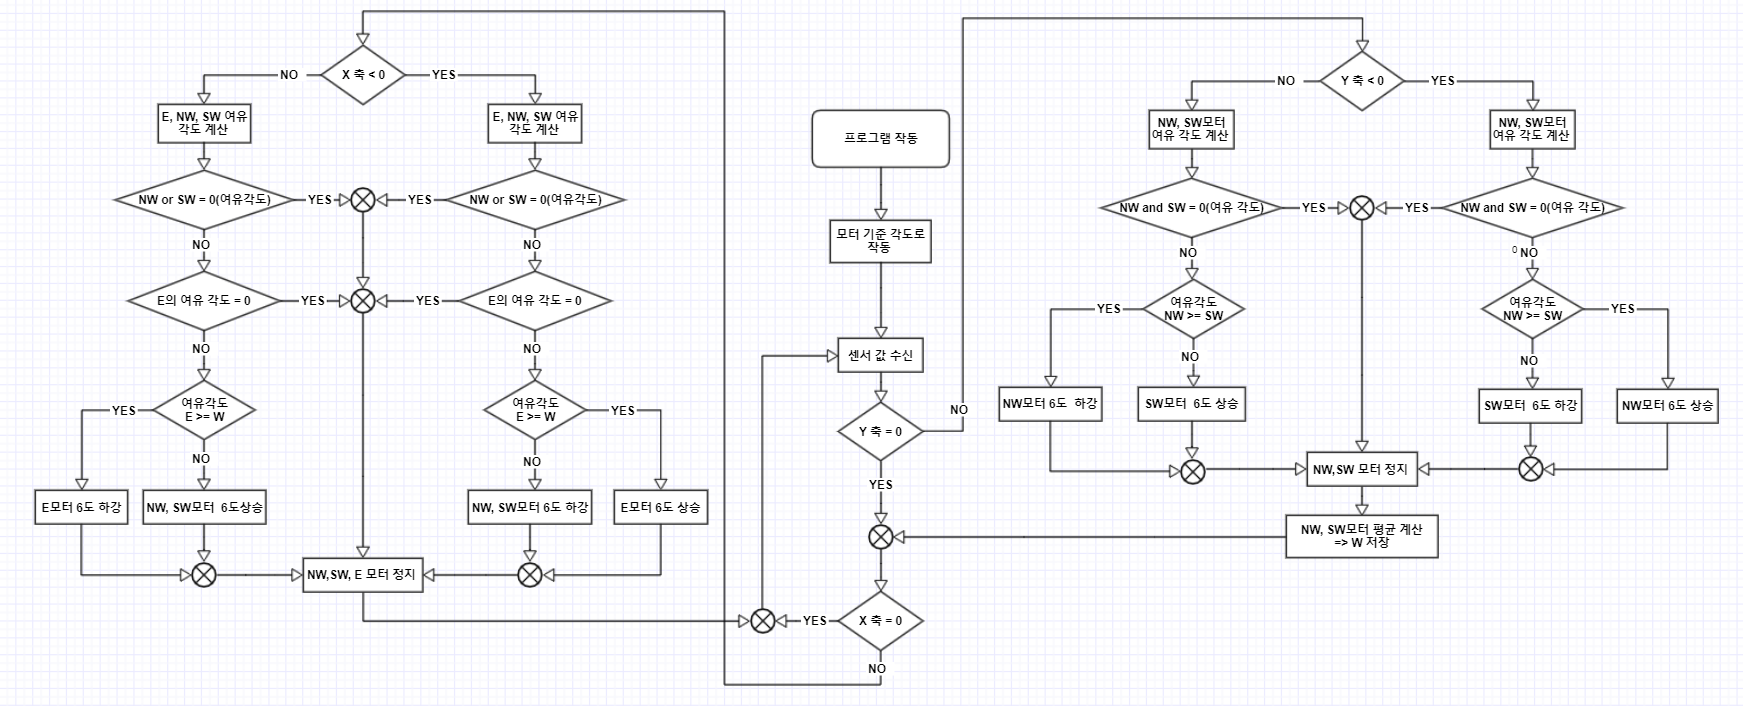 X 축 < 0
NO
YES
E, NW, SW 여유
각도 계산
E, NW, SW 여유
각도 계산
NW or SW = 0(여유각도)
YES
YES
NW or SW = 0(여유각도)
NO
NO
E의 여유 각도 = 0
YES
YES
E의 여유 각도 = 0
NO
NO
여유각도
E >= W
YES
여유각도
E >= W
YES
NO
NO
E모터 6도 하강
NW, SW모터  6도상승
NW, SW모터 6도 하강
E모터 6도 상승
NW,SW, E 모터 정지
프로그램 작동
모터 기준 각도로
작동
센서 값 수신
Y 축 = 0
NO
YES
X 축 = 0
YES
NO
Y 축 < 0
NO
YES
NW, SW모터
여유 각도 계산
NW, SW모터
여유 각도 계산
NW and SW = 0(여유 각도)
YES
YES
NW and SW = 0(여유 각도)
NO
0 NO
여유각도
NW >= SW
YES
여유각도
NW >= SW
YES
NO
NO
NW모터 6도  하강
SW모터  6도 상승
SW모터  6도 하강
NW모터 6도 상승
NW,SW 모터 정지
NW, SW모터 평균 계산
=> W 저장